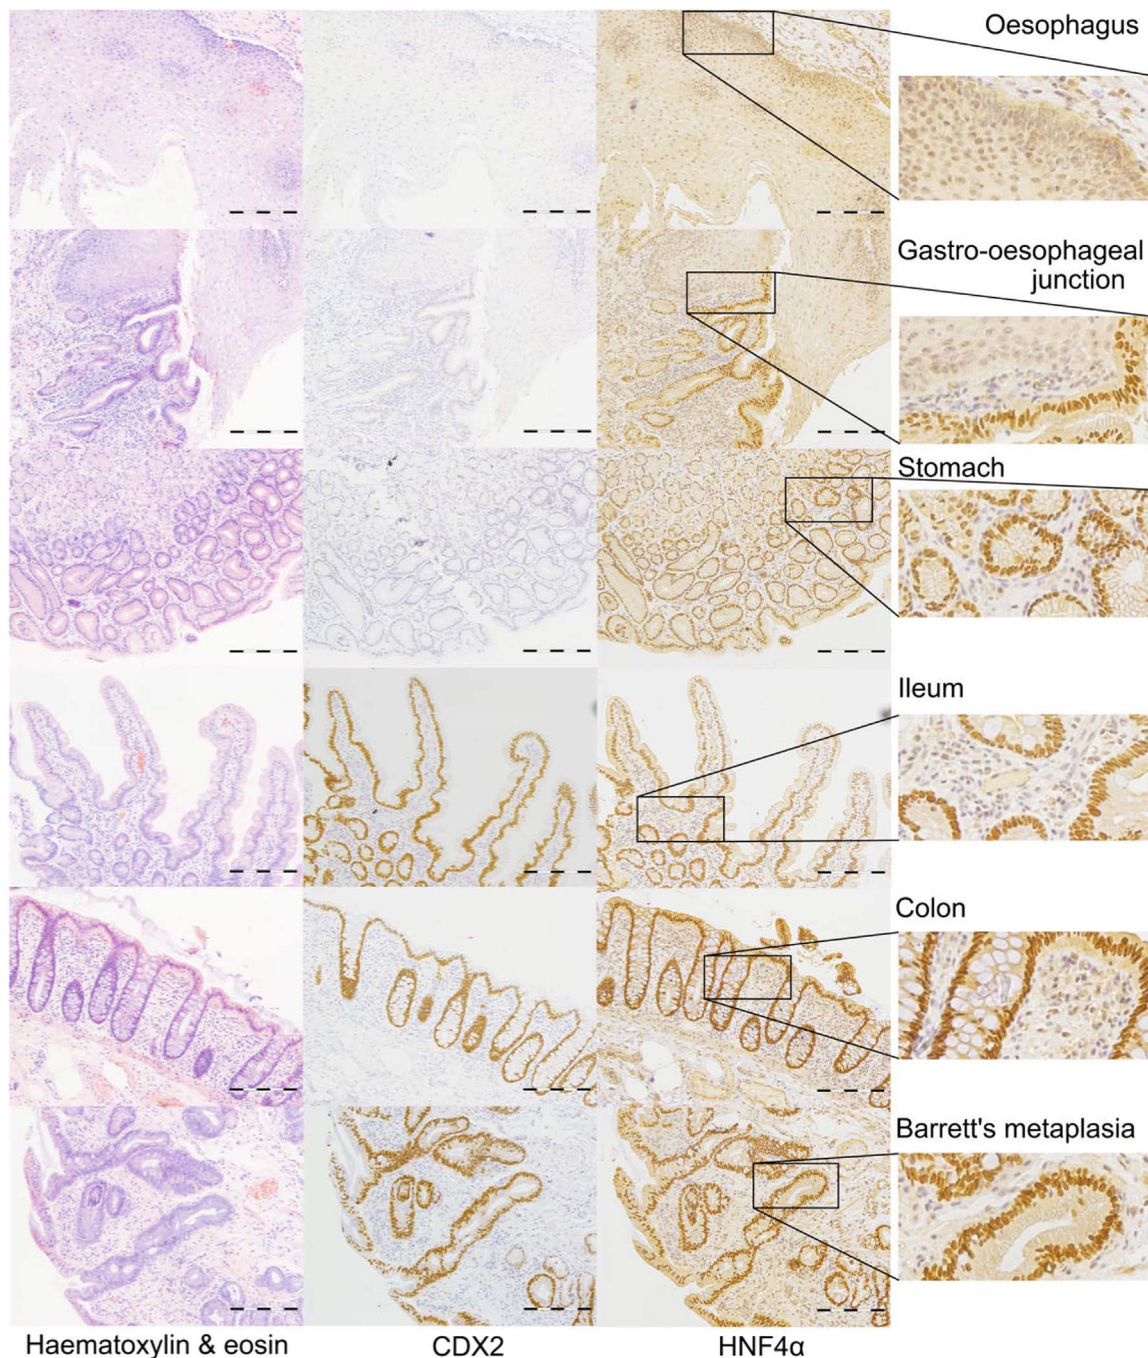 Oesophagus
Gastro-oesophageal
junction
Stomach
Ileum
Colon
Barrett's metaplasia
Haematoxylin & eosin
CDX2
HNF4α